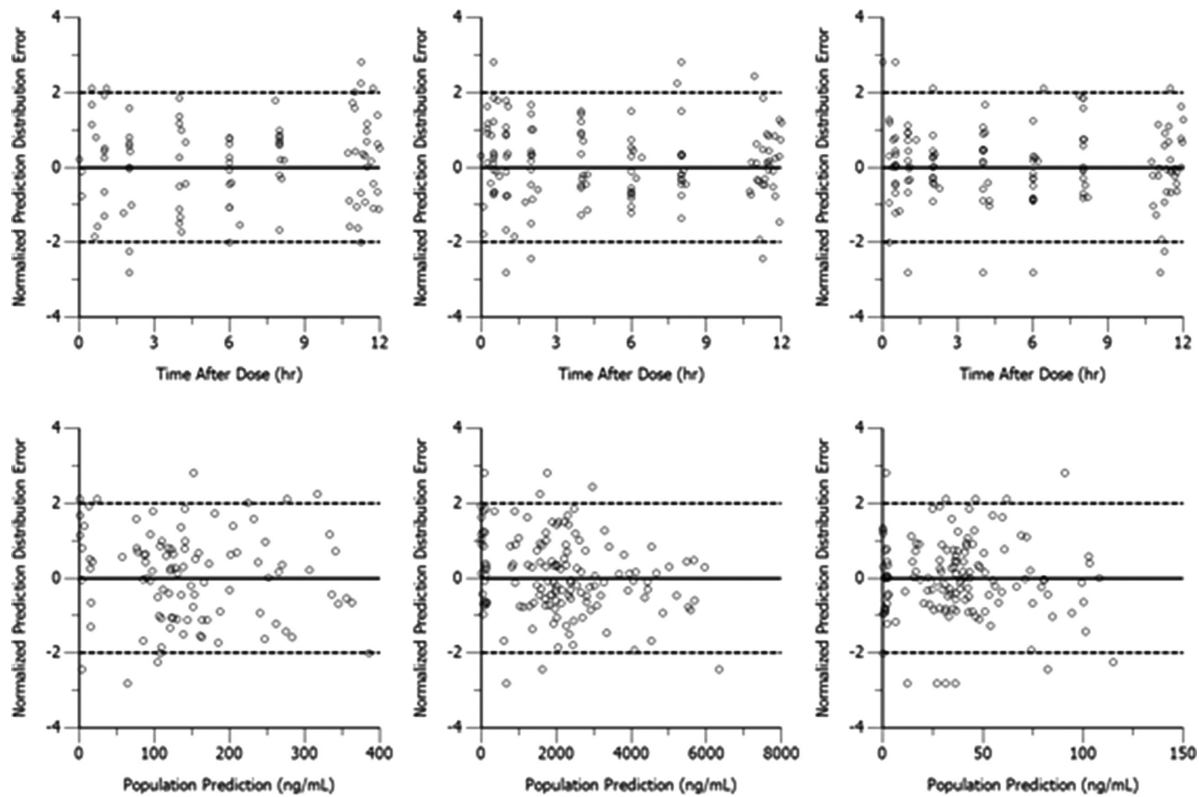 Normalized Prediction Distribution Error
4
2
0
-2
-4
0 3 6 9 12
Time After Dose (hr)
Normalized Prediction Distribution Error
4
2
0
-2
-4
0 3 6 9 12
Time After Dose (hr)
Normalized Prediction Distribution Error
4
2
0
-2
-4
0 3 6 9 12
Time After Dose (hr)
Normalized Prediction Distribution Error
4
2
0
-2
-4
0 100 200 300 400
Population Prediction (ng/mL)
Normalized Prediction Distribution Error
4
2
0
-2
-4
0 2000 4000 6000 8000
Population Prediction (ng/mL)
Normalized Prediction Distribution Error
4
2
0
-2
-4
0 50 100 150
Population Prediction (ng/mL)